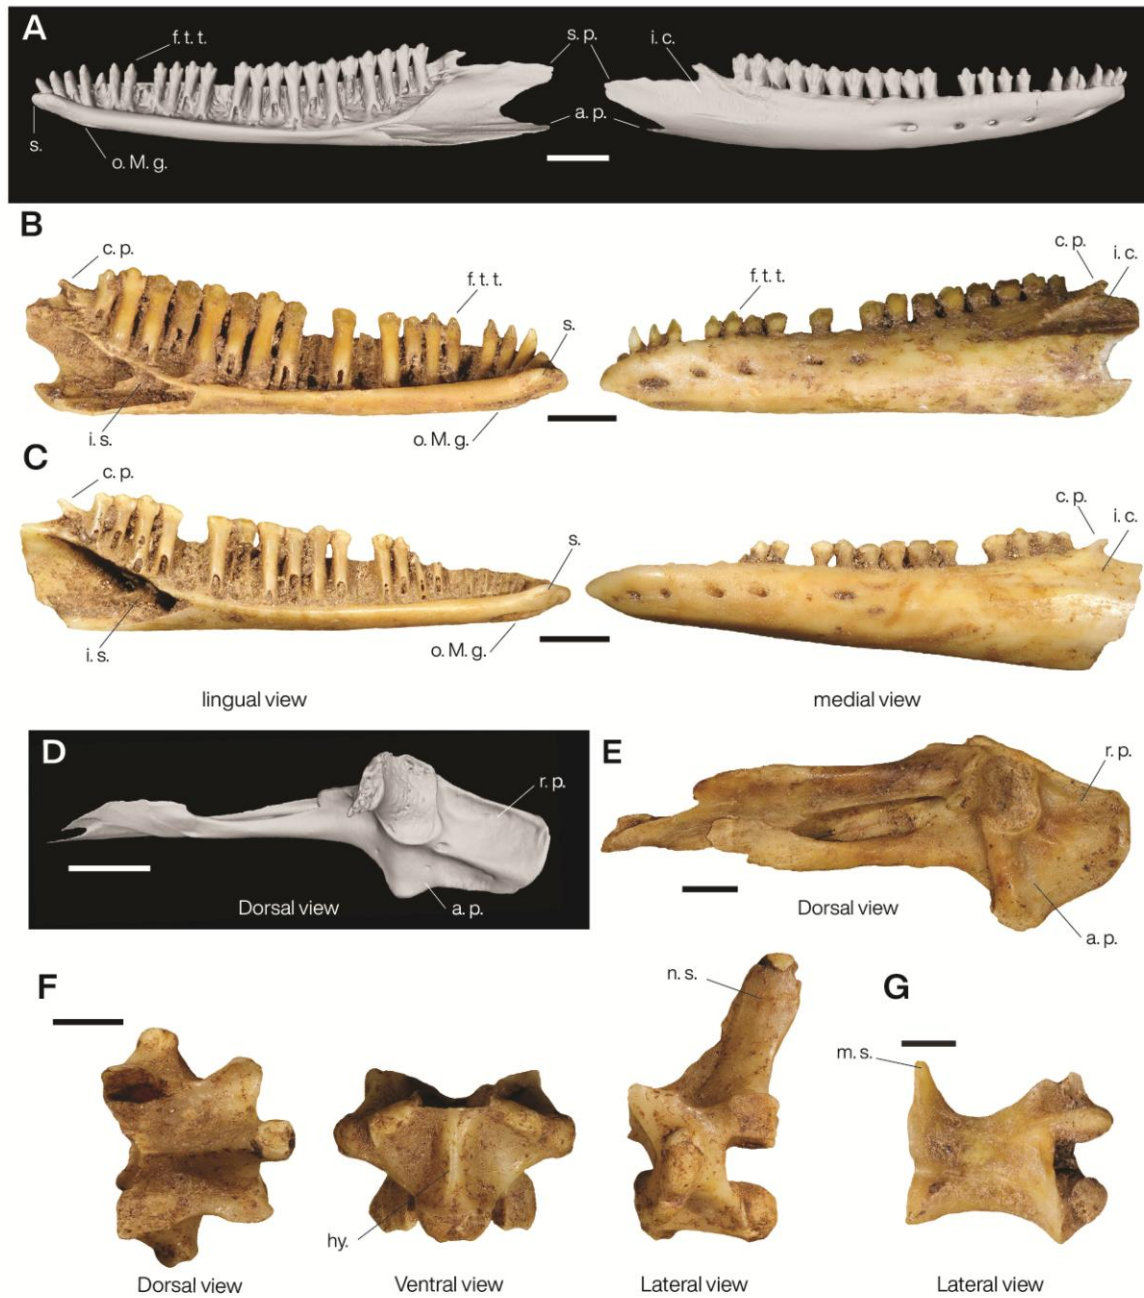 A
f. t. t.
s. p.
i. c.
a. p.
s.
o. M. g.
B
c. p.
f. t. t.
s.
i. s.
o. M. g.
f. t. t.
c. p.
i. c.
C
c. p.
s.
i. s.
o. M. g.
c. p.
i. c.
lingual view
medial view
D
r. p.
a. p.
Dorsal view
E
r. p.
a. p.
Dorsal view
F
n. s.
hy.
Dorsal view
Ventral view
Lateral view
G
m. s.
Lateral view